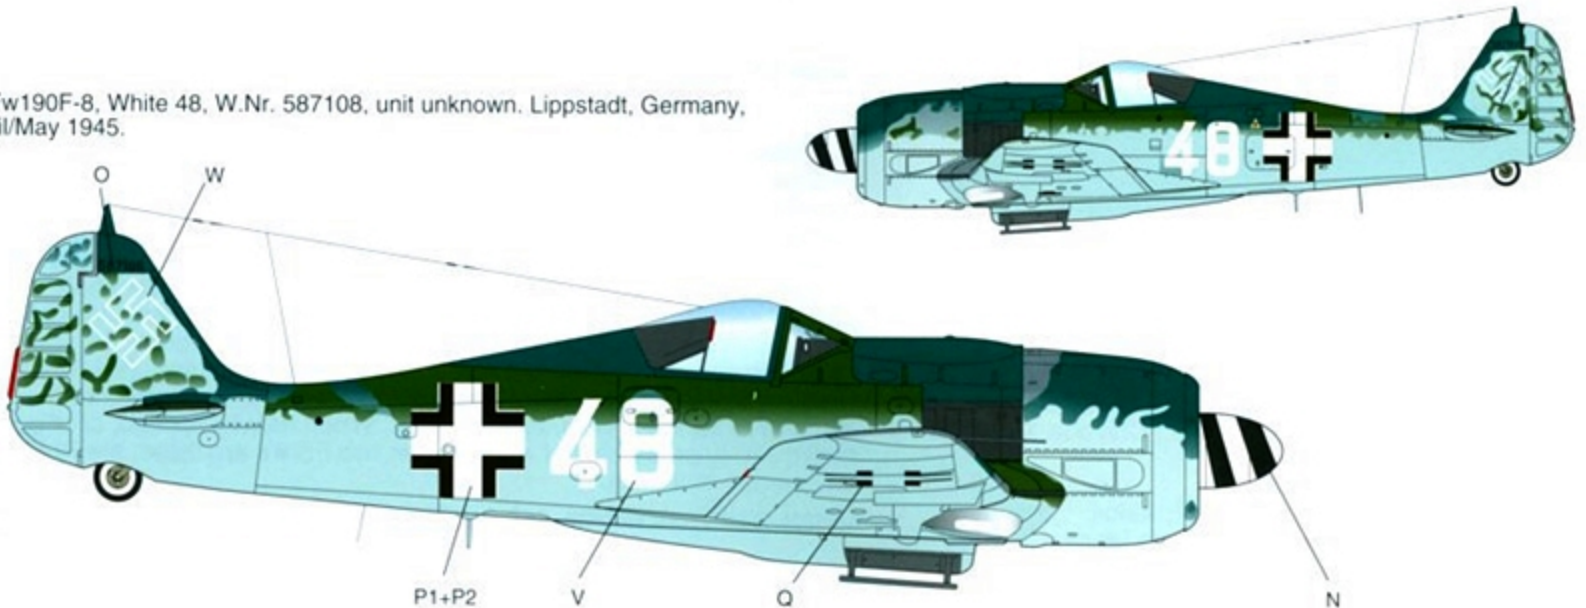 w190F-8, White 48, W.Nr. 587108, unit unknown. Lippstadt, Germany,
il/May 1945.
O
W
48
48
P1+P2
V
Q
N